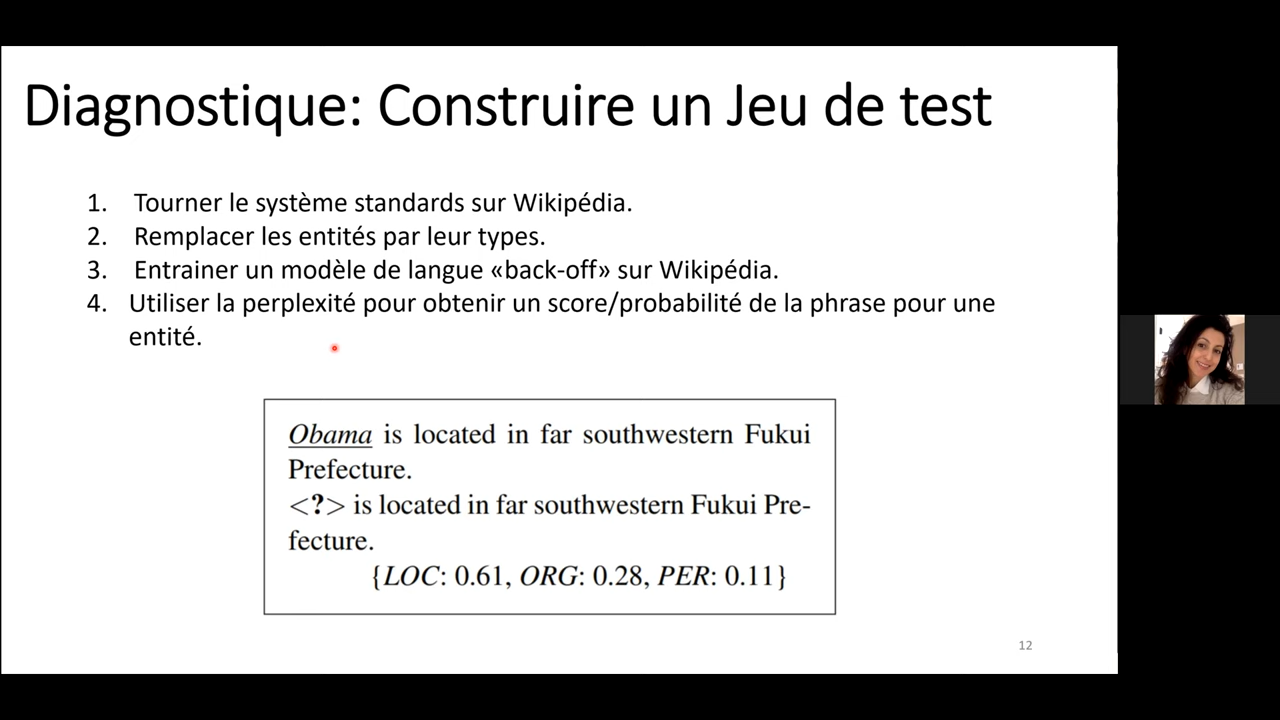 Diagnostique: Construire un Jeu de test
1. Tourner le système standards sur Wikipédia.
2. Remplacer les entités par leur types.
3. Entrainer un modèle de langue «back-off» sur Wikipédia.
4. Utiliser la perplexité pour obtenir un score/probabilité de la phrase pour une
entité.
Obama is located in far southwestern Fukui
Prefecture.
<?> is located in far southwestern Fukui Pre-
fecture.
{LOC: 0.61, ORG: 0.28, PER: 0.11}
12